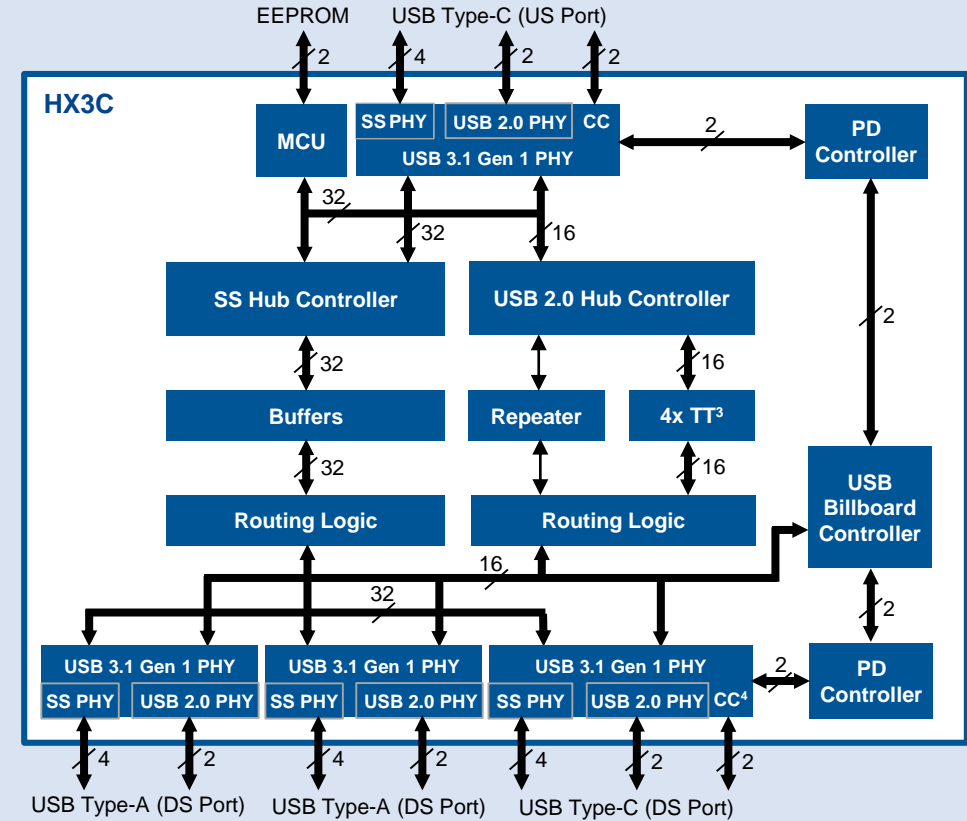 EEPROM
USB Type-C (US Port)
2
4
2
2
HX3C
MCU
SS PHY
USB 2.0 PHY
CC
USB 3.1 Gen 1 PHY
2
PD
Controller
32
32
16
SS Hub Controller
USB 2.0 Hub Controller
2
32
16
Buffers
Repeater
4x TT³
32
16
USB
Billboard
Controller
Routing Logic
Routing Logic
16
32
2
USB 3.1 Gen 1 PHY
USB 3.1 Gen 1 PHY
USB 3.1 Gen 1 PHY
2
PD
Controller
SS PHY
USB 2.0 PHY
SS PHY
USB 2.0 PHY
SS PHY
USB 2.0 PHY
CC⁴
4
2
4
2
4
2
2
USB Type-A (DS Port)
USB Type-A (DS Port)
USB Type-C (DS Port)